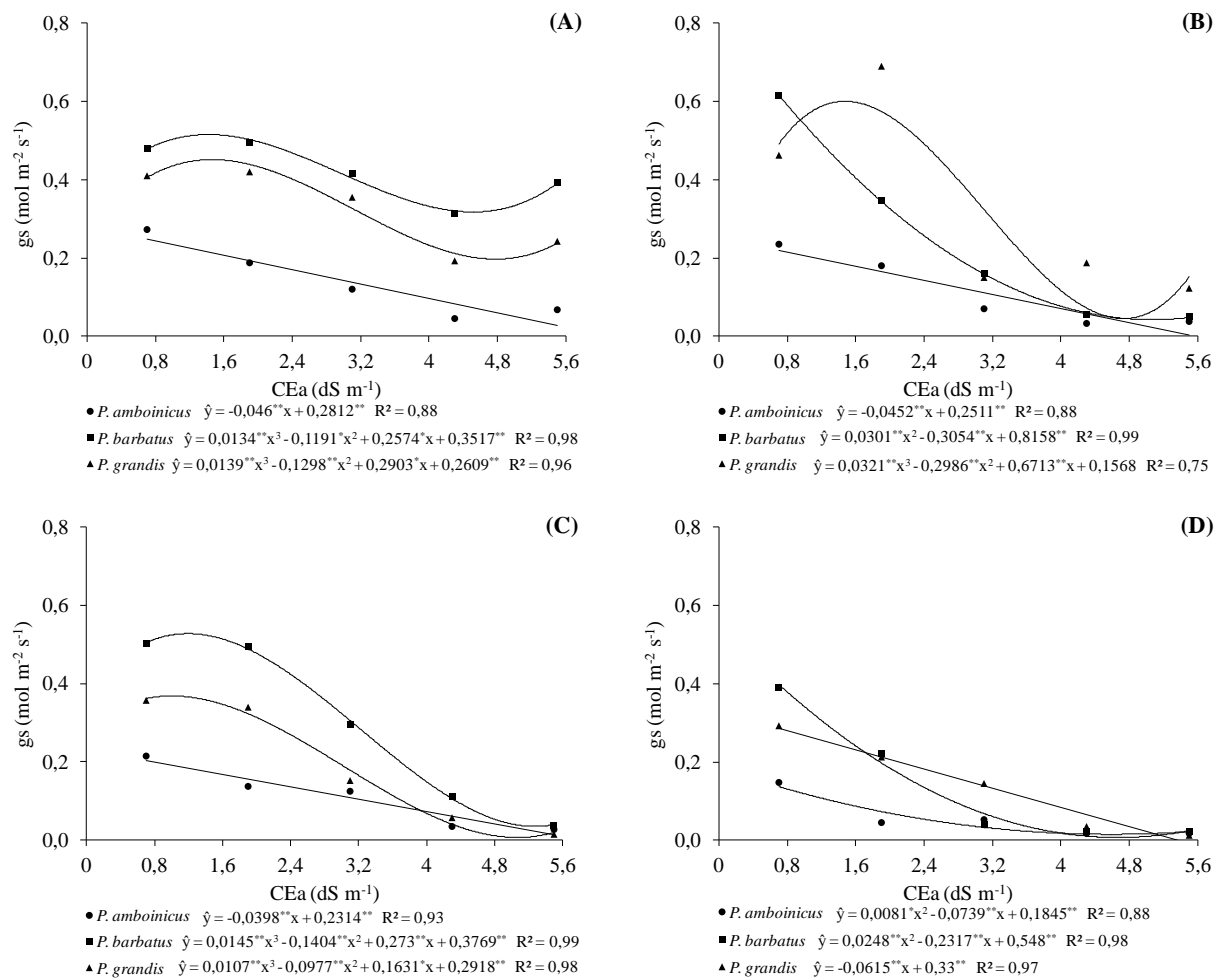 (A)
0,8
0,6
0,4
0,2
0,0
gs (mol m⁻² s⁻¹)
0 0,8 1,6 2,4 3,2 4 4,8 5,6
CEa (dS m⁻¹)
P. amboinicus ŷ = -0,046**x + 0,2812** R² = 0,88
P. barbatus ŷ = 0,0134**x³ - 0,1191*x² + 0,2574*x + 0,3517** R² = 0,98
P. grandis ŷ = 0,0139**x³ - 0,1298**x² + 0,2903*x + 0,2609** R² = 0,96
(B)
0,8
0,6
0,4
0,2
0,0
gs (mol m⁻² s⁻¹)
0 0,8 1,6 2,4 3,2 4 4,8 5,6
CEa (dS m⁻¹)
P. amboinicus ŷ = -0,0452**x + 0,2511** R² = 0,88
P. barbatus ŷ = 0,0301**x² - 0,3054**x + 0,8158** R² = 0,99
P. grandis ŷ = 0,0321**x³ - 0,2986**x² + 0,6713**x + 0,1568 R² = 0,75
(C)
0,8
0,6
0,4
0,2
0,0
gs (mol m⁻² s⁻¹)
0 0,8 1,6 2,4 3,2 4 4,8 5,6
CEa (dS m⁻¹)
P. amboinicus ŷ = -0,0398**x + 0,2314** R² = 0,93
P. barbatus ŷ = 0,0145**x³ - 0,1404**x² + 0,273**x + 0,3769** R² = 0,99
P. grandis ŷ = 0,0107**x³ - 0,0977**x² + 0,1631*x + 0,2918** R² = 0,98
(D)
0,8
0,6
0,4
0,2
0,0
gs (mol m⁻² s⁻¹)
0 0,8 1,6 2,4 3,2 4 4,8 5,6
CEa (dS m⁻¹)
P. amboinicus ŷ = 0,0081*x² - 0,0739*x + 0,1845** R² = 0,88
P. barbatus ŷ = 0,0248**x² - 0,2317**x + 0,548** R² = 0,98
P. grandis ŷ = -0,0615**x + 0,33** R² = 0,97